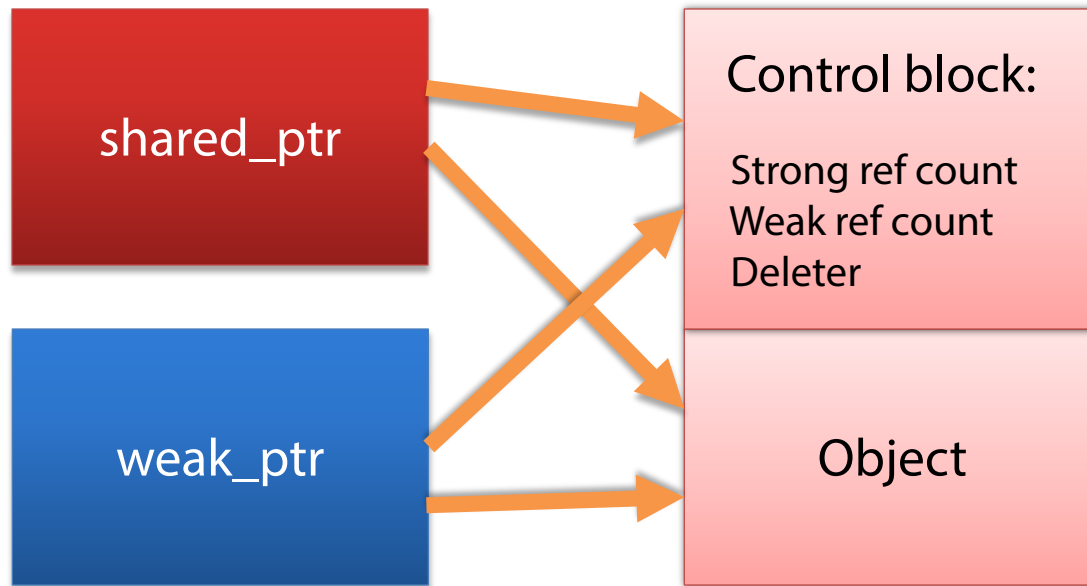 shared_ptr
Control block:
Strong ref count
Weak ref count
Deleter
weak_ptr
Object